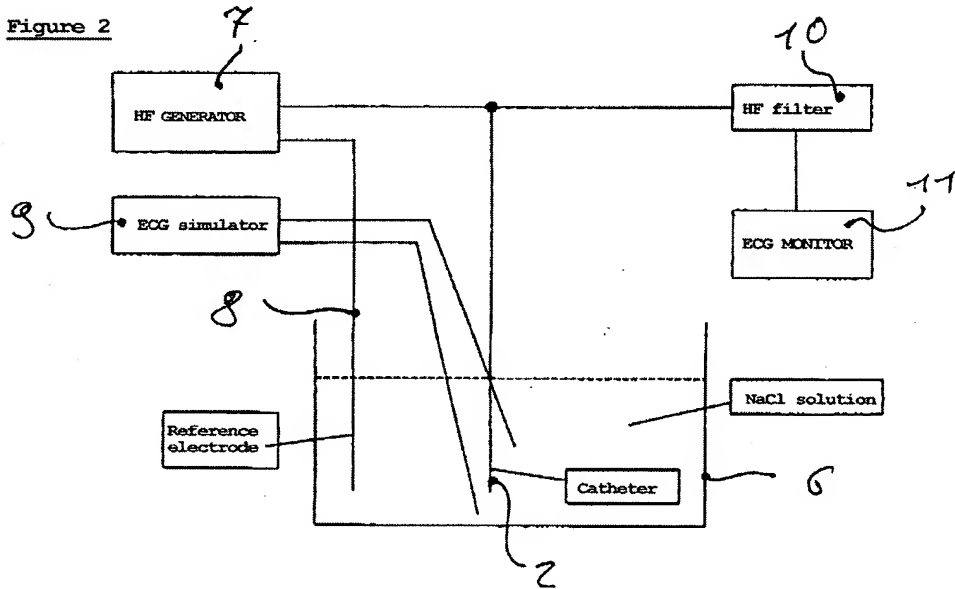 Figure 2
7
10
HF GENERATOR
HF filter
11
9
ECG simulator
ECG MONITOR
8
NaCl solution
Reference
electrode
Catheter
6
2